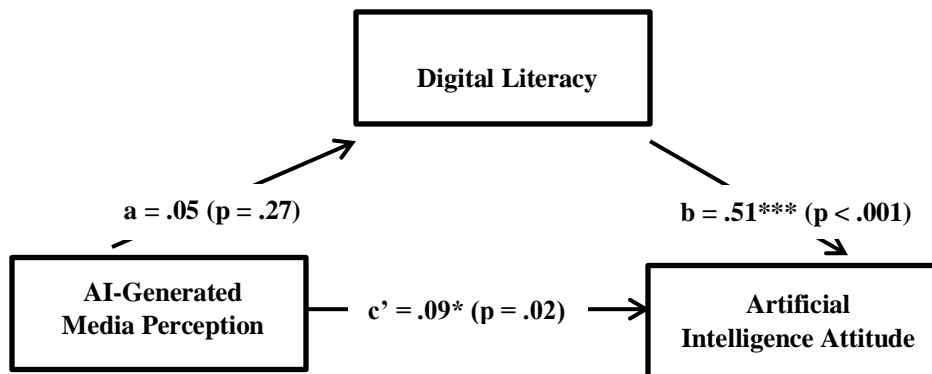 Digital Literacy
a = .05 (p = .27)
b = .51*** (p < .001)
AI-Generated
Media Perception
c’ = .09* (p = .02)
Artificial
Intelligence Attitude